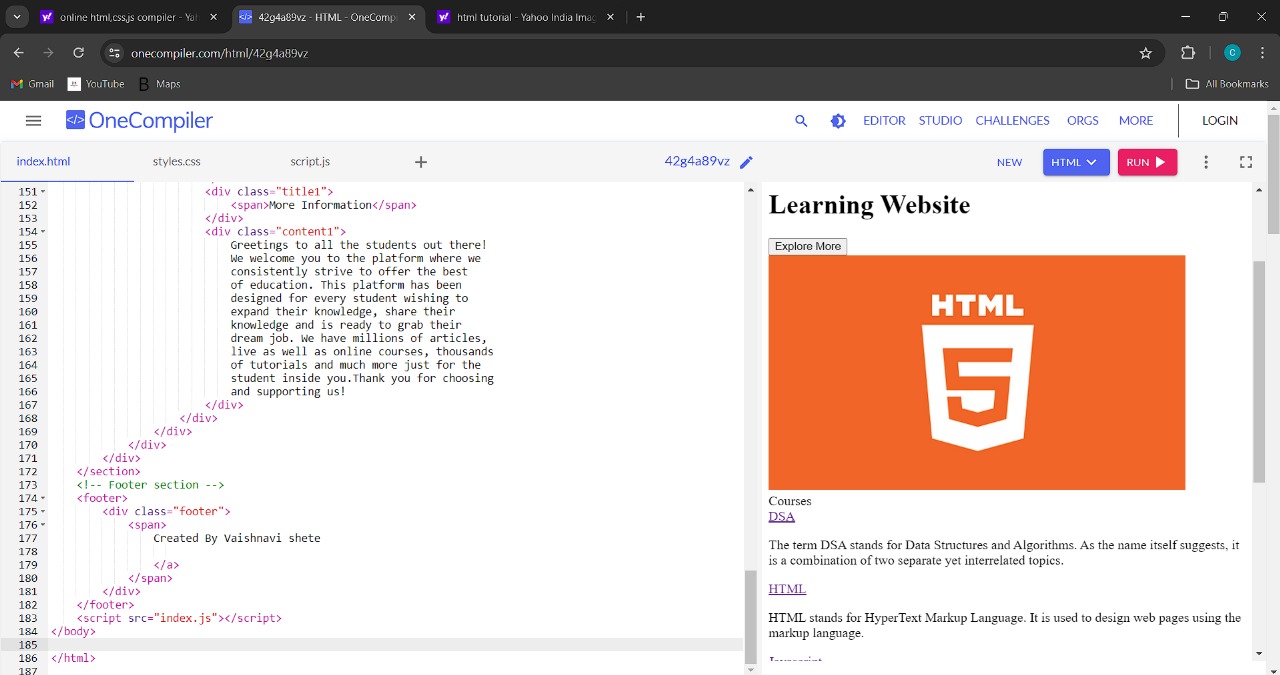 online html,css,js compiler - Yah
42g4a89vz - HTML - OneCompi
html tutorial - Yahoo India Imag
onecompiler.com/html/42g4a89vz
C
Gmail
YouTube
B Maps
All Bookmarks
</> OneCompiler
EDITOR STUDIO CHALLENGES ORGS MORE LOGIN
index.html styles.css script.js + 42g4a89vz NEW HTML RUN
151 <div class="title1">
152 <span>More Information</span>
153 </div>
154 <div class="content1">
155 Greetings to all the students out there!
156 We welcome you to the platform where we
157 consistently strive to offer the best
158 of education. This platform has been
159 designed for every student wishing to
160 expand their knowledge, share their
161 knowledge and is ready to grab their
162 dream job. We have millions of articles,
163 live as well as online courses, thousands
164 of tutorials and much more just for the
165 student inside you.Thank you for choosing
166 and supporting us!
167 </div>
168 </div>
169 </div>
170 </div>
171 </div>
172 </section>
173 <!-- Footer section -->
174 <footer>
175 <div class="footer">
176 <span>
177 Created By Vaishnavi shete
178
179 </a>
180 </span>
181 </div>
182 </footer>
183 <script src="index.js"></script>
184 </body>
185
186 </html>
187
Learning Website
Explore More
HTML
5
Courses
DSA
The term DSA stands for Data Structures and Algorithms. As the name itself suggests, it
is a combination of two separate yet interrelated topics.
HTML
HTML stands for HyperText Markup Language. It is used to design web pages using the
markup language.